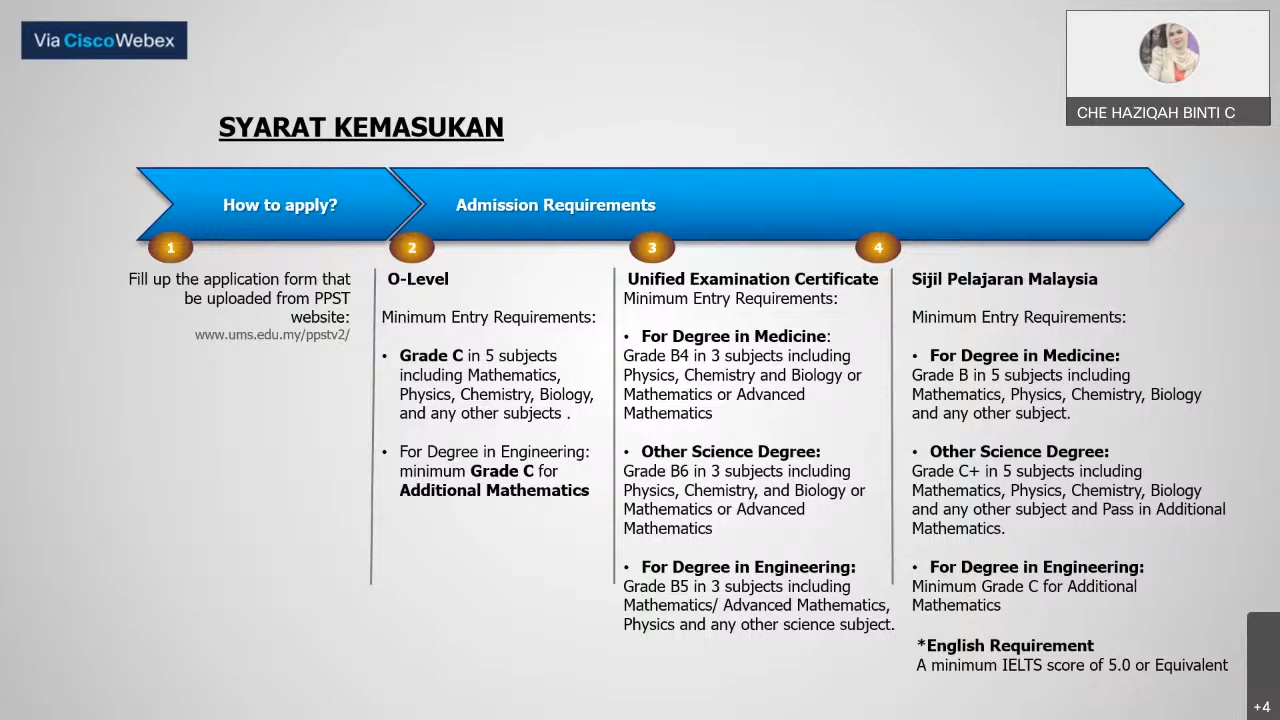 Via CiscoWebex
CHE HAZIQAH BINTI C
SYARAT KEMASUKAN
How to apply?
Admission Requirements
1
2
3
4
Fill up the application form that
be uploaded from PPST
website:
www.ums.edu.my/ppstv2/
O-Level
Minimum Entry Requirements:
• Grade C in 5 subjects
including Mathematics,
Physics, Chemistry, Biology,
and any other subjects .
• For Degree in Engineering:
minimum Grade C for
Additional Mathematics
Unified Examination Certificate
Minimum Entry Requirements:
• For Degree in Medicine:
Grade B4 in 3 subjects including
Physics, Chemistry and Biology or
Mathematics or Advanced
Mathematics
• Other Science Degree:
Grade B6 in 3 subjects including
Physics, Chemistry, and Biology or
Mathematics or Advanced
Mathematics
• For Degree in Engineering:
Grade B5 in 3 subjects including
Mathematics/ Advanced Mathematics,
Physics and any other science subject.
Sijil Pelajaran Malaysia
Minimum Entry Requirements:
• For Degree in Medicine:
Grade B in 5 subjects including
Mathematics, Physics, Chemistry, Biology
and any other subject.
• Other Science Degree:
Grade C+ in 5 subjects including
Mathematics, Physics, Chemistry, Biology
and any other subject and Pass in Additional
Mathematics.
• For Degree in Engineering:
Minimum Grade C for Additional
Mathematics
*English Requirement
A minimum IELTS score of 5.0 or Equivalent
+4